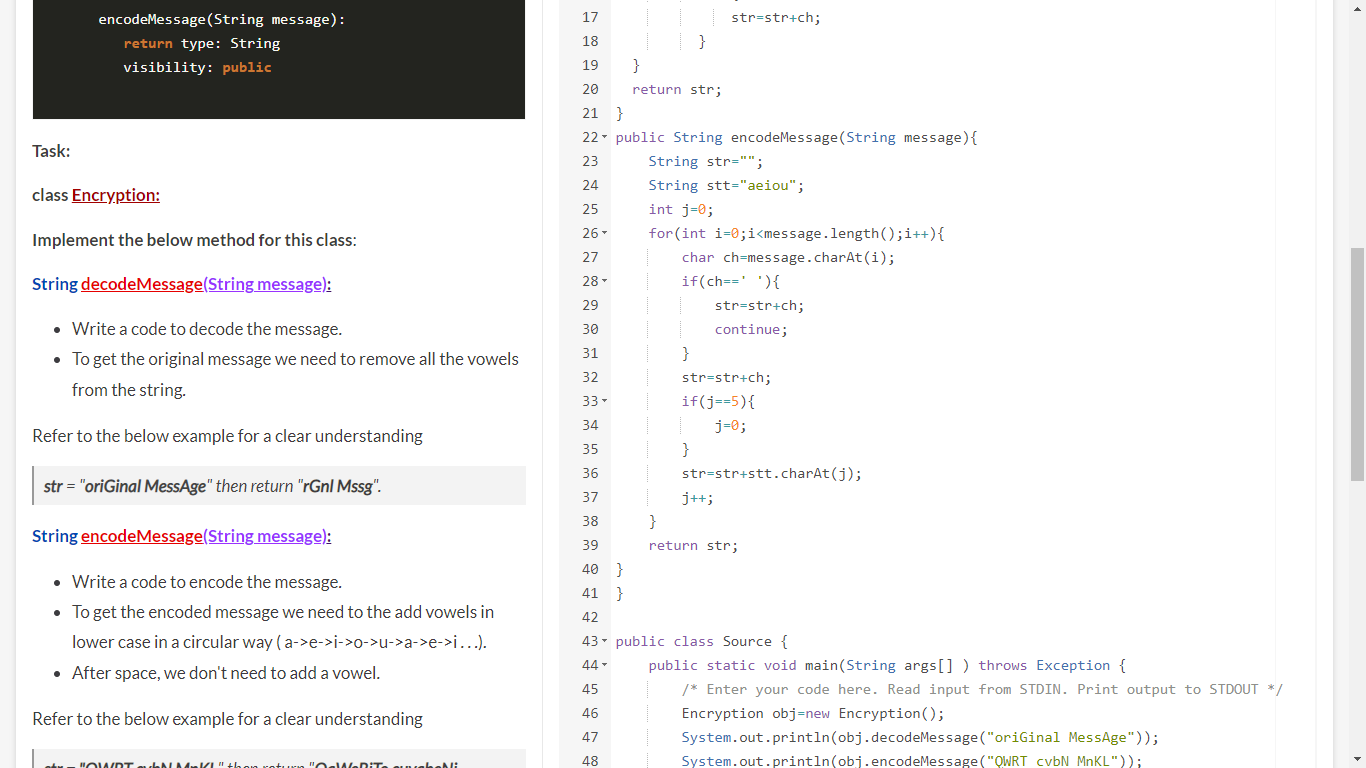 encodeMessage(String message):
return type: String
visibility: public
Task:
class Encryption:
Implement the below method for this class:
String decodeMessage(String message):
• Write a code to decode the message.
• To get the original message we need to remove all the vowels
from the string.
Refer to the below example for a clear understanding
str = "oriGinal MessAge" then return "rGnl Mssg".
String encodeMessage(String message):
• Write a code to encode the message.
• To get the encoded message we need to the add vowels in
lower case in a circular way ( a->e->i->o->u->a->e->i . . .).
• After space, we don't need to add a vowel.
Refer to the below example for a clear understanding
str = "QWRT cvbN MnKL" then return
17 str=str+ch;
18 }
19 }
20 return str;
21 }
22 public String encodeMessage(String message){
23 String str="";
24 String stt="aeiou";
25 int j=0;
26 for(int i=0;i<message.length();i++){
27 char ch=message.charAt(i);
28 if(ch==' '){
29 str=str+ch;
30 continue;
31 }
32 str=str+ch;
33 if(j==5){
34 j=0;
35 }
36 str=str+stt.charAt(j);
37 j++;
38 }
39 return str;
40 }
41 }
42
43 public class Source {
44 public static void main(String args[] ) throws Exception {
45 /* Enter your code here. Read input from STDIN. Print output to STDOUT */
46 Encryption obj=new Encryption();
47 System.out.println(obj.decodeMessage("oriGinal MessAge"));
48 System.out.println(obj.encodeMessage("QWRT cvbN MnKL"));